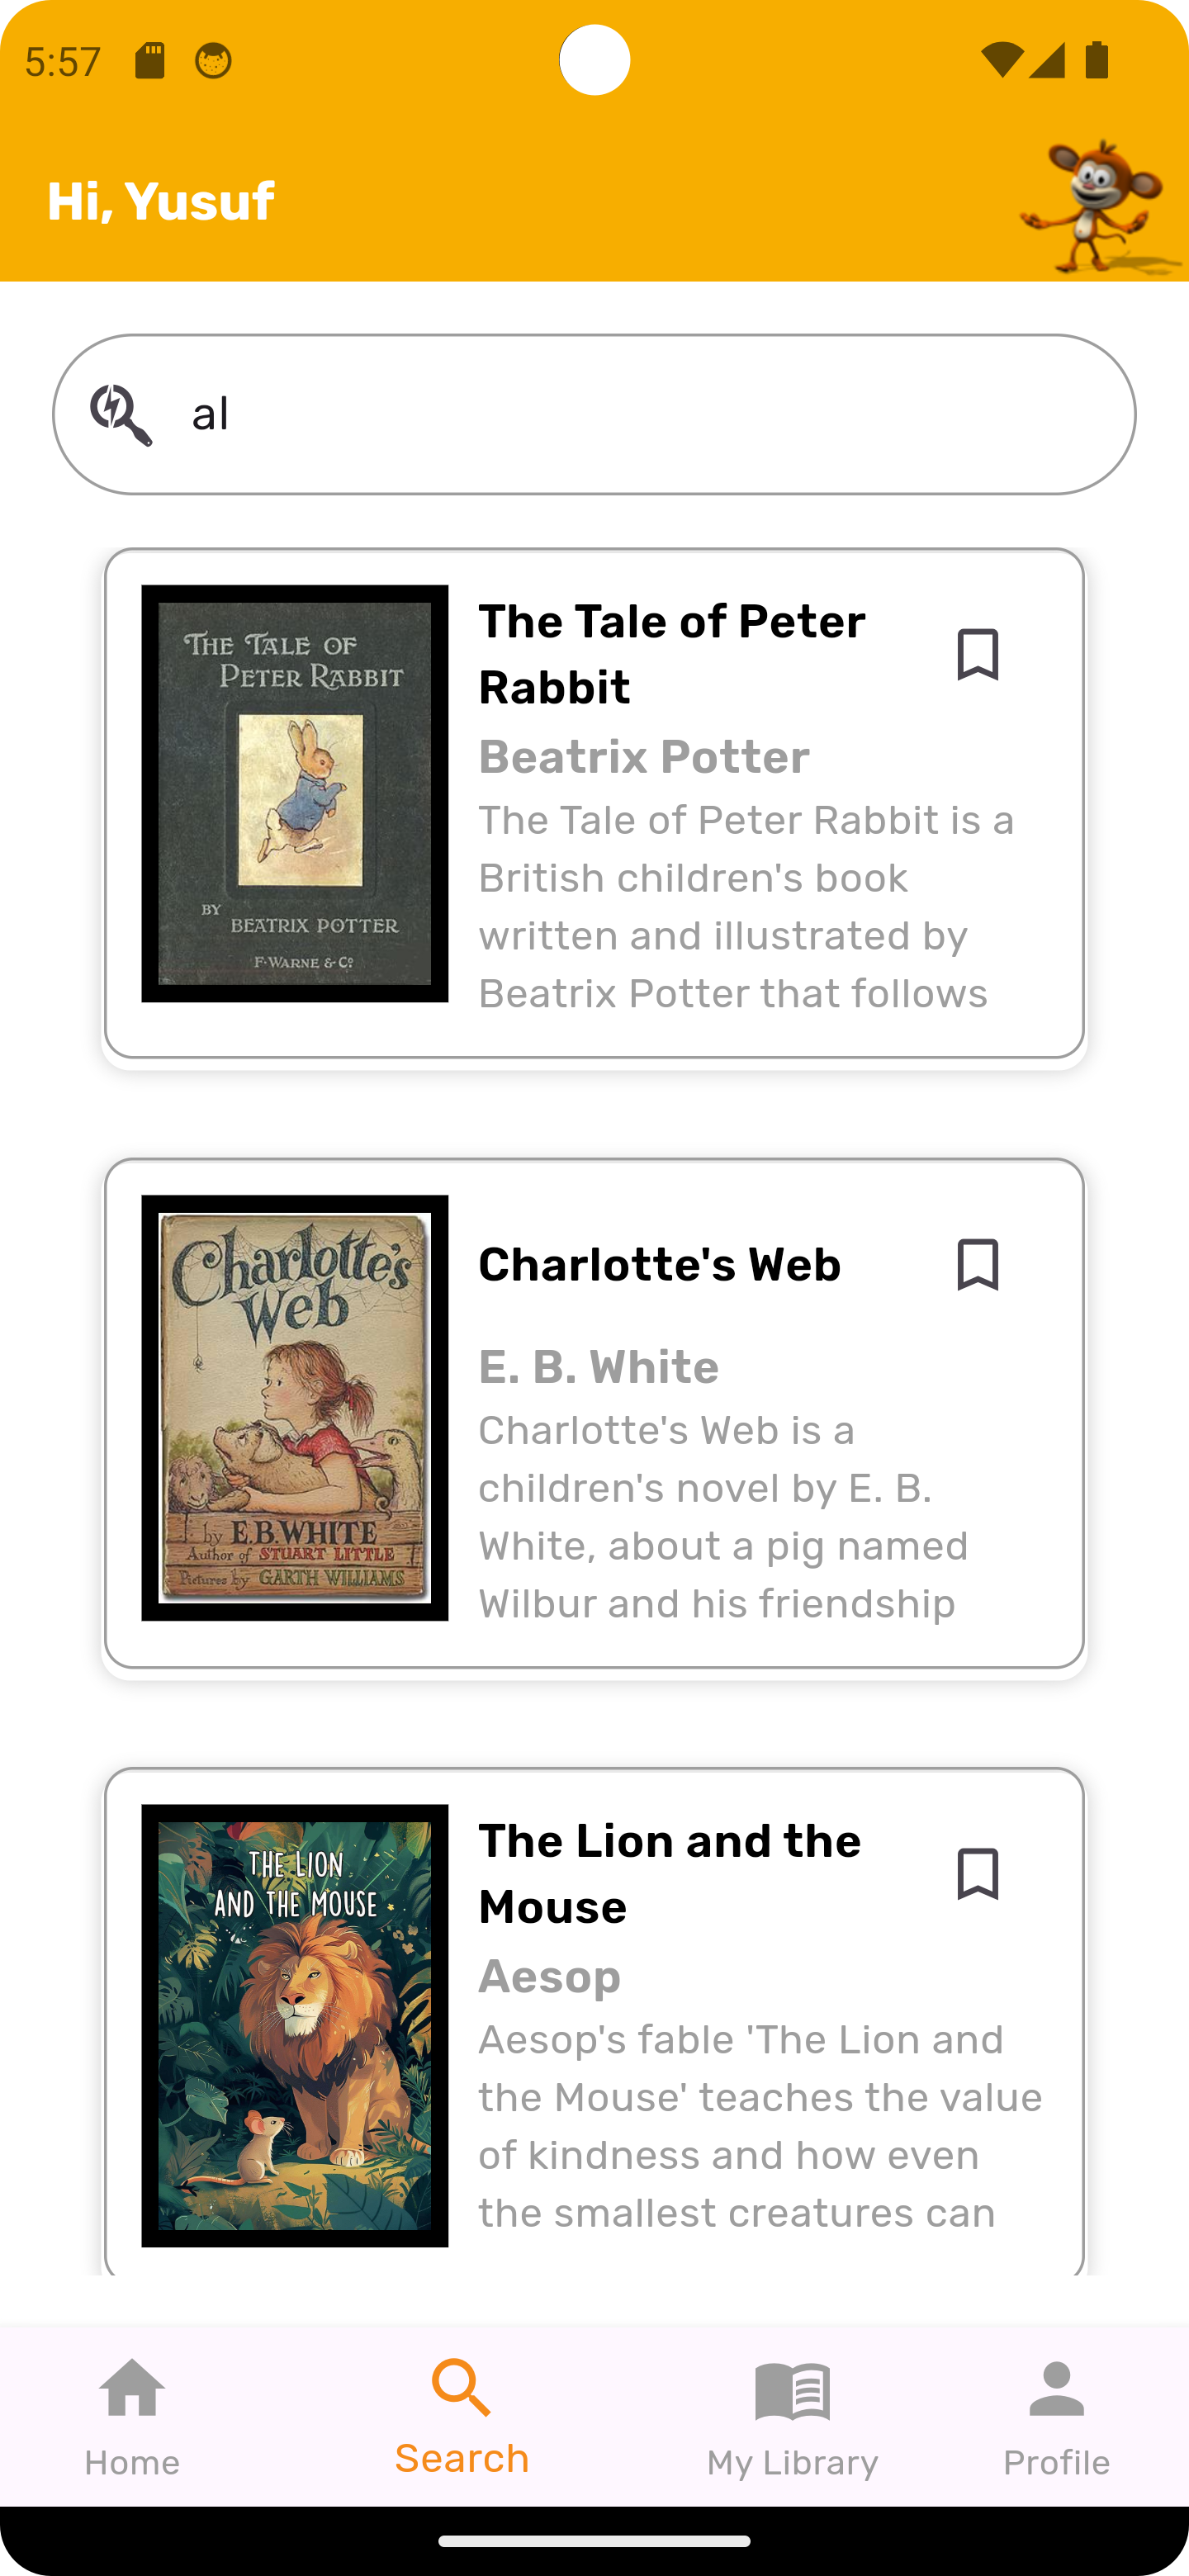 5:57
Hi, Yusuf
al
THE TALE OF
PETER RABBIT
BY
BEATRIX POTTER
F. WARNE & Co
The Tale of Peter
Rabbit
Beatrix Potter
The Tale of Peter Rabbit is a
British children's book
written and illustrated by
Beatrix Potter that follows
Charlotte's
Web
by E.B. WHITE
Author of STUART LITTLE
Pictures by GARTH WILLIAMS
Charlotte's Web
E. B. White
Charlotte's Web is a
children's novel by E. B.
White, about a pig named
Wilbur and his friendship
THE LION
AND THE MOUSE
The Lion and the
Mouse
Aesop
Aesop's fable 'The Lion and
the Mouse' teaches the value
of kindness and how even
the smallest creatures can
Home
Search
My Library
Profile